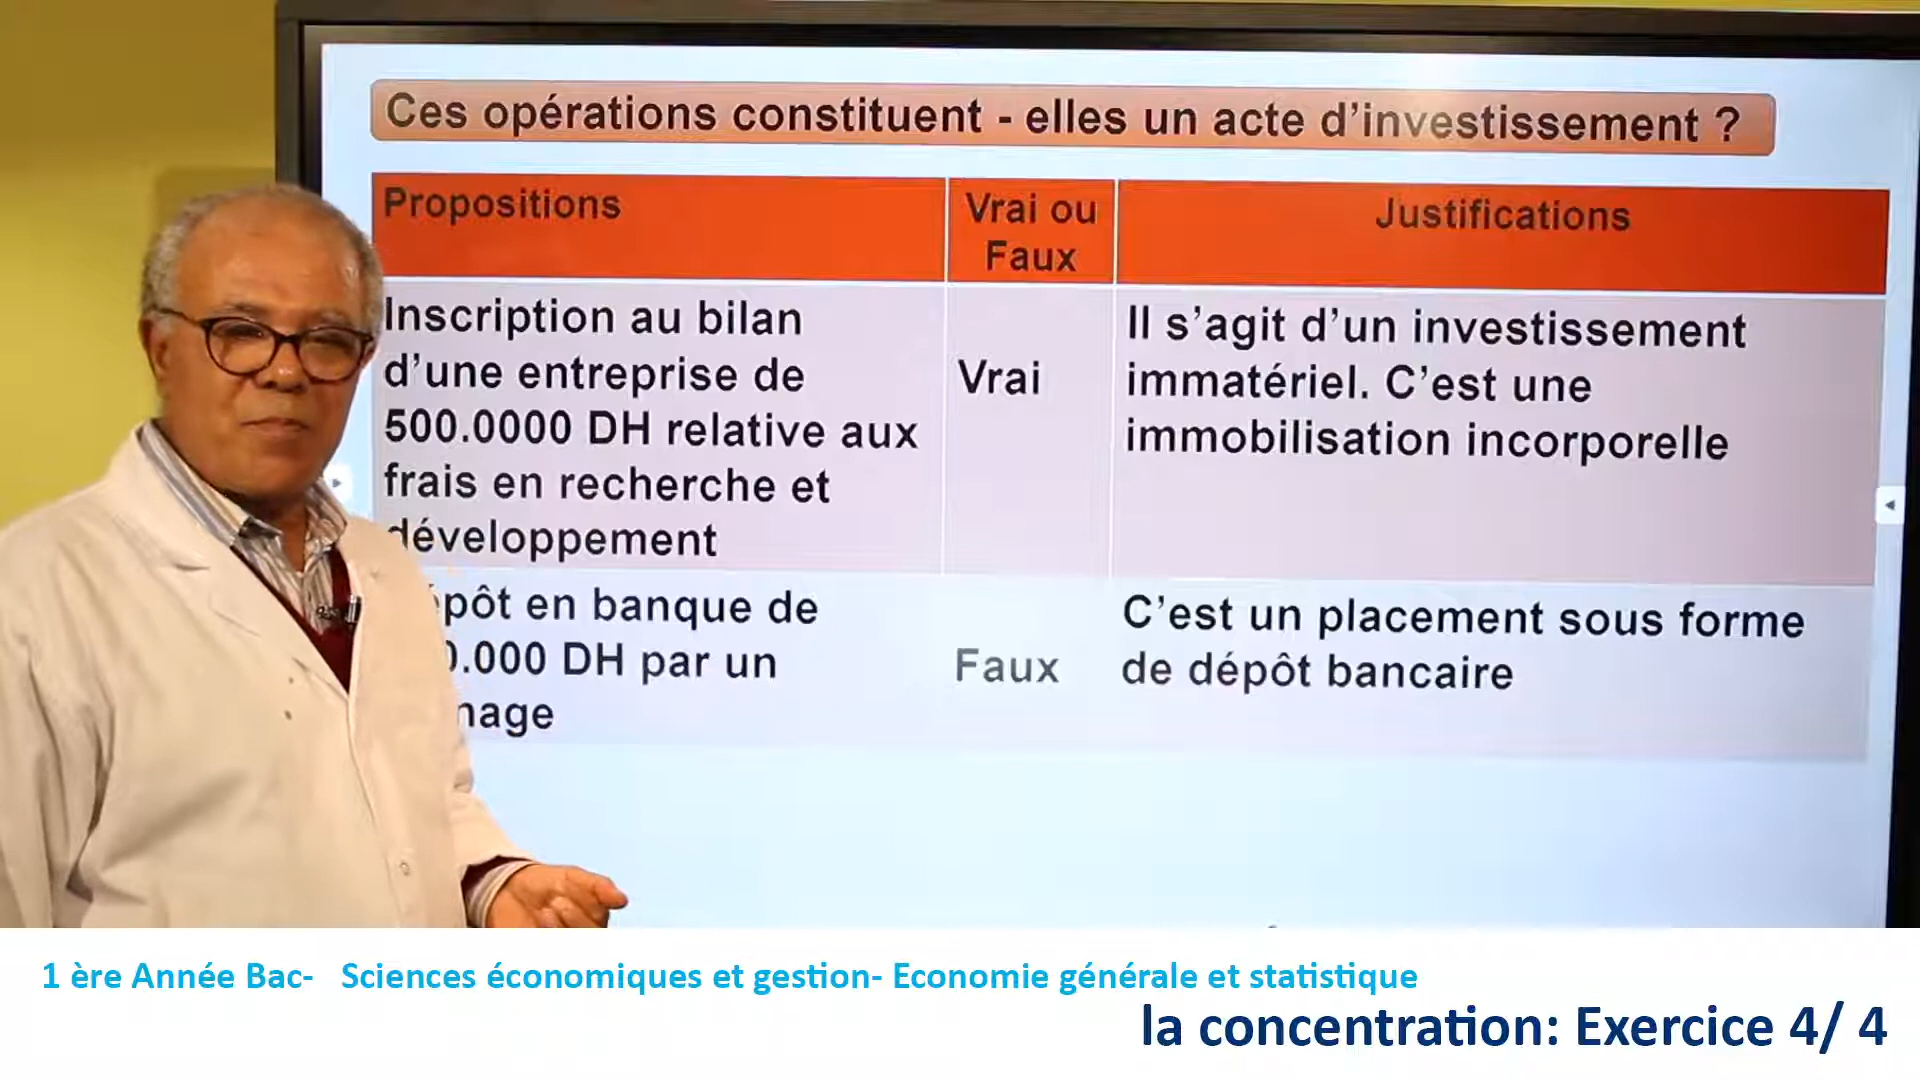 Ces opérations constituent - elles un acte d'investissement ?
Propositions
Vrai ou
Faux
Justifications
Inscription au bilan
d'une entreprise de
500.0000 DH relative aux
frais en recherche et
développement
Vrai
Il s'agit d'un investissement
immatériel. C'est une
immobilisation incorporelle
en banque de
DH par un
Faux
C'est un placement sous forme
de dépôt bancaire
1 ère Année Bac- Sciences économiques et gestion- Economie générale et statistique
la concentration: Exercice 4/ 4